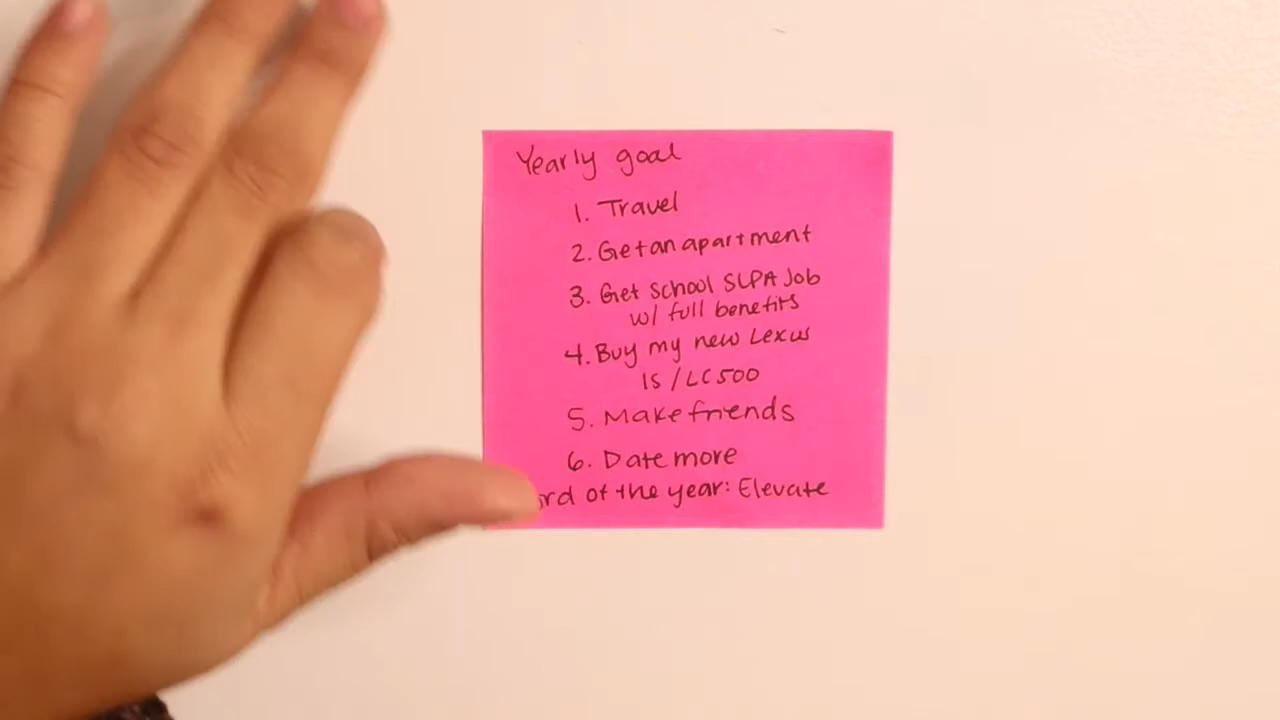 Yearly goal
1. Travel
2. Get an apartment
3. Get school SLPA Job
w/ full benefits
4. Buy my new Lexus
IS / LC500
5. Make friends
6. Date more
of the year: Elevate